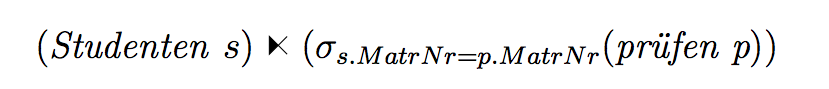 (Studenten s) ⋉ (σ_{s.MatrNr=p.MatrNr}(prüfen p))